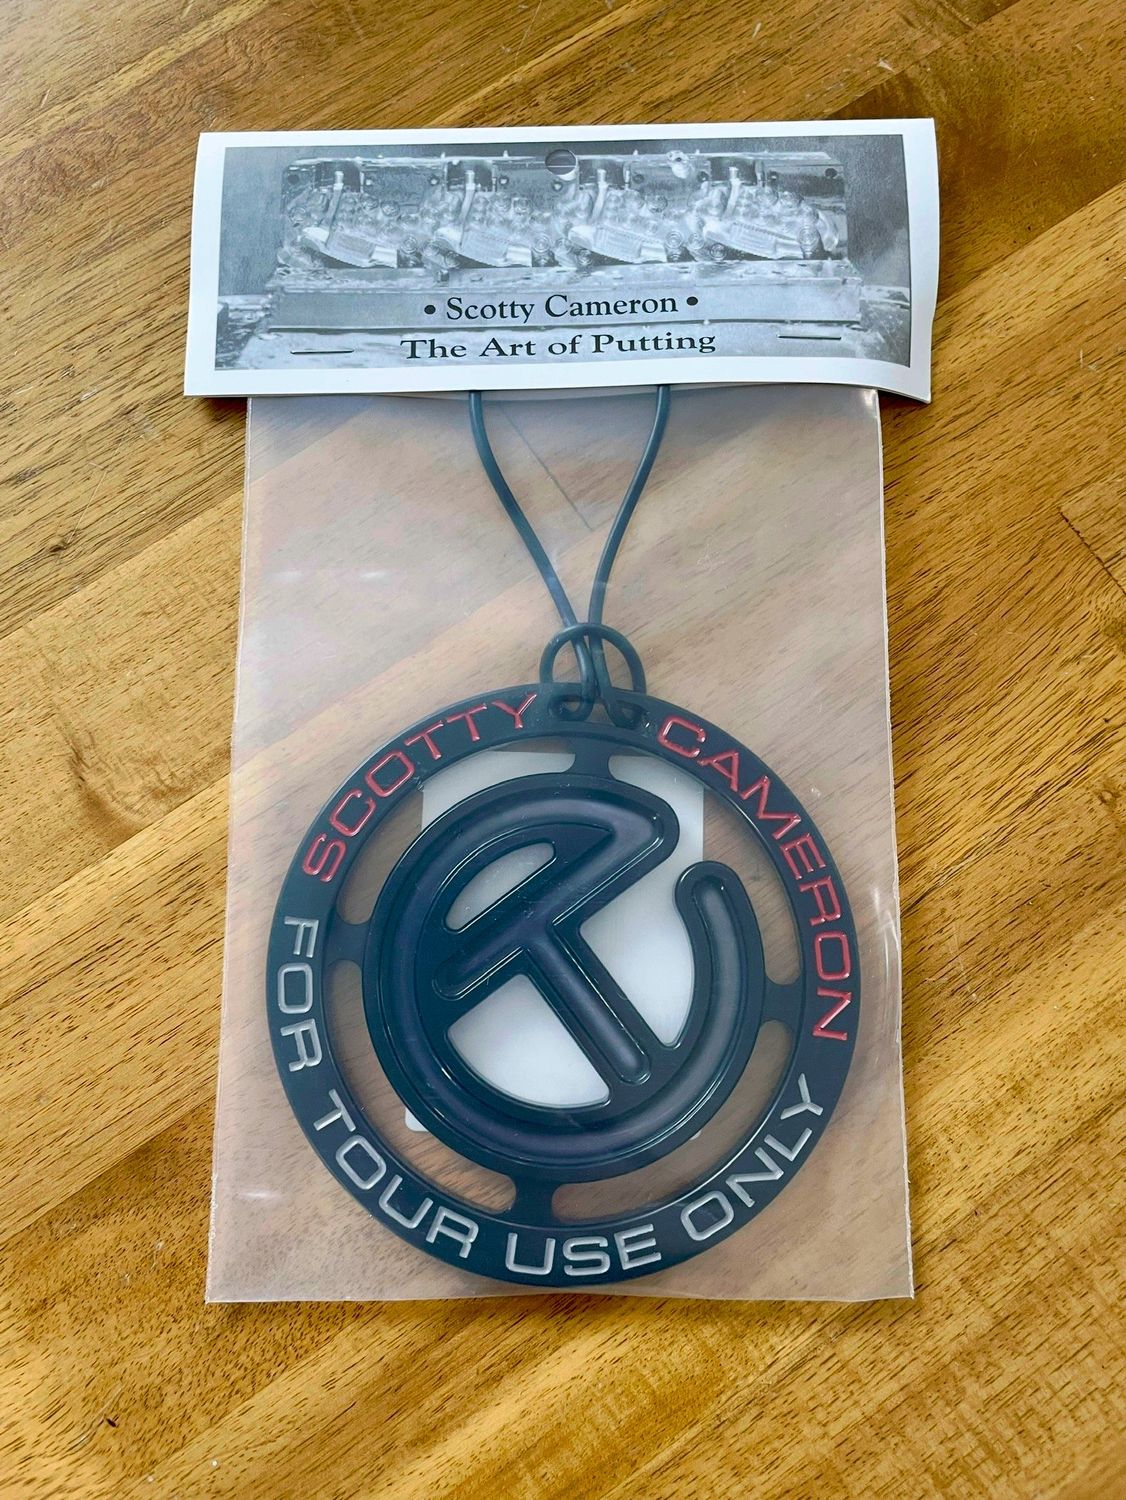 • Scotty Cameron •
The Art of Putting
SCOTTY CAMERON
FOR TOUR USE ONLY